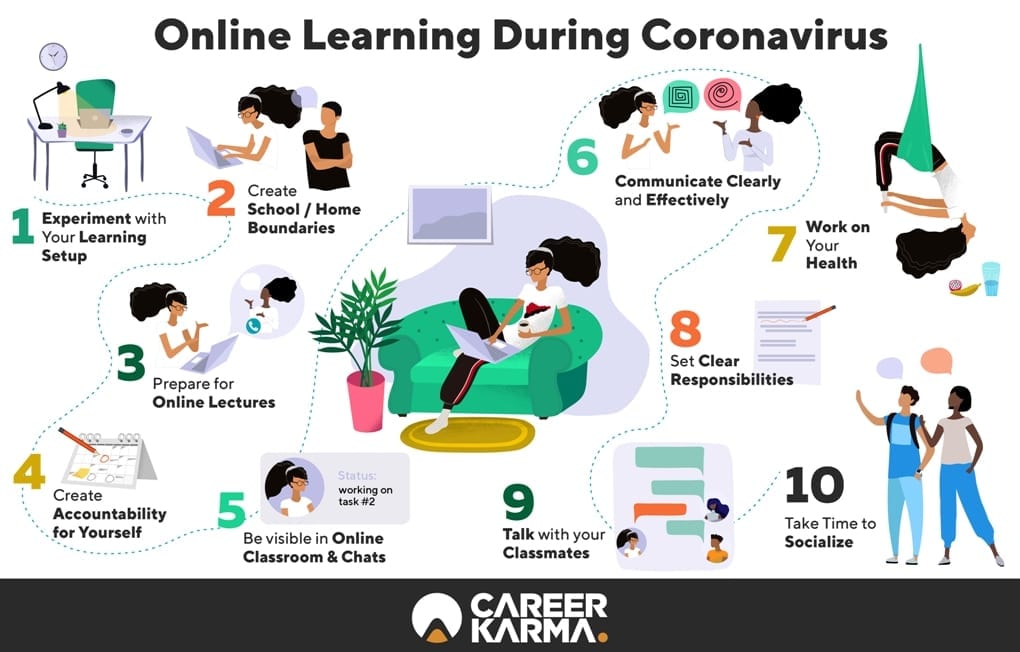 Online Learning During Coronavirus
1
Experiment with
Your Learning
Setup
2
Create
School / Home
Boundaries
3
Prepare for
Online Lectures
4
Create
Accountability
for Yourself
5
Status:
working on
task #2
Be visible in Online
Classroom & Chats
6
Communicate Clearly
and Effectively
7
Work on
Your
Health
8
Set Clear
Responsibilities
9
Talk with your
Classmates
10
Take Time to
Socialize
CAREER
KARMA.